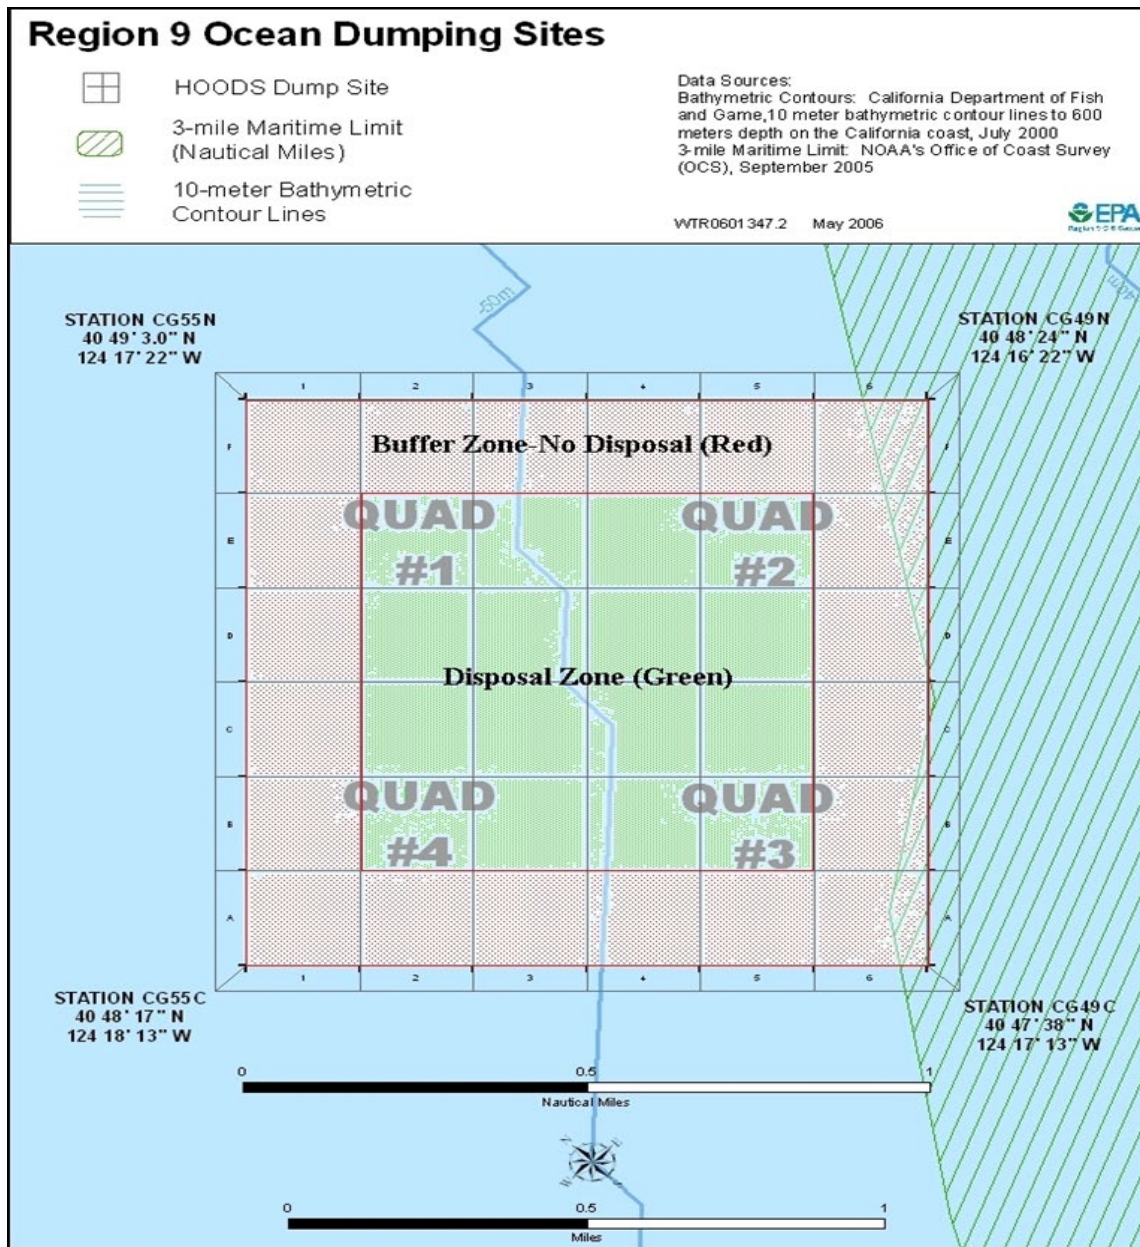 Region 9 Ocean Dumping Sites
HOODS Dump Site
3-mile Maritime Limit
(Nautical Miles)
10-meter Bathymetric
Contour Lines
Data Sources:
Bathymetric Contours: California Department of Fish
and Game,10 meter bathymetric contour lines to 600
meters depth on the California coast, July 2000
3-mile Maritime Limit: NOAA's Office of Coast Survey
(OCS), September 2005
WTR0601347.2 May 2006
EPA
-50m
40m
STATION CG55N
40 49' 3.0" N
124 17' 22" W
STATION CG49N
40 48' 24" N
124 16' 22" W
1 2 3 4 5 6
F F
Buffer Zone-No Disposal (Red)
QUAD
#1
QUAD
#2
E E
D D
Disposal Zone (Green)
C C
QUAD
#4
QUAD
#3
B B
A A
1 2 3 4 5 6
STATION CG55C
40 48' 17" N
124 18' 13" W
STATION CG49C
40 47' 38" N
124 17' 13" W
0 0.5 1
Nautical Miles
N E
W S
0 0.5 1
Miles